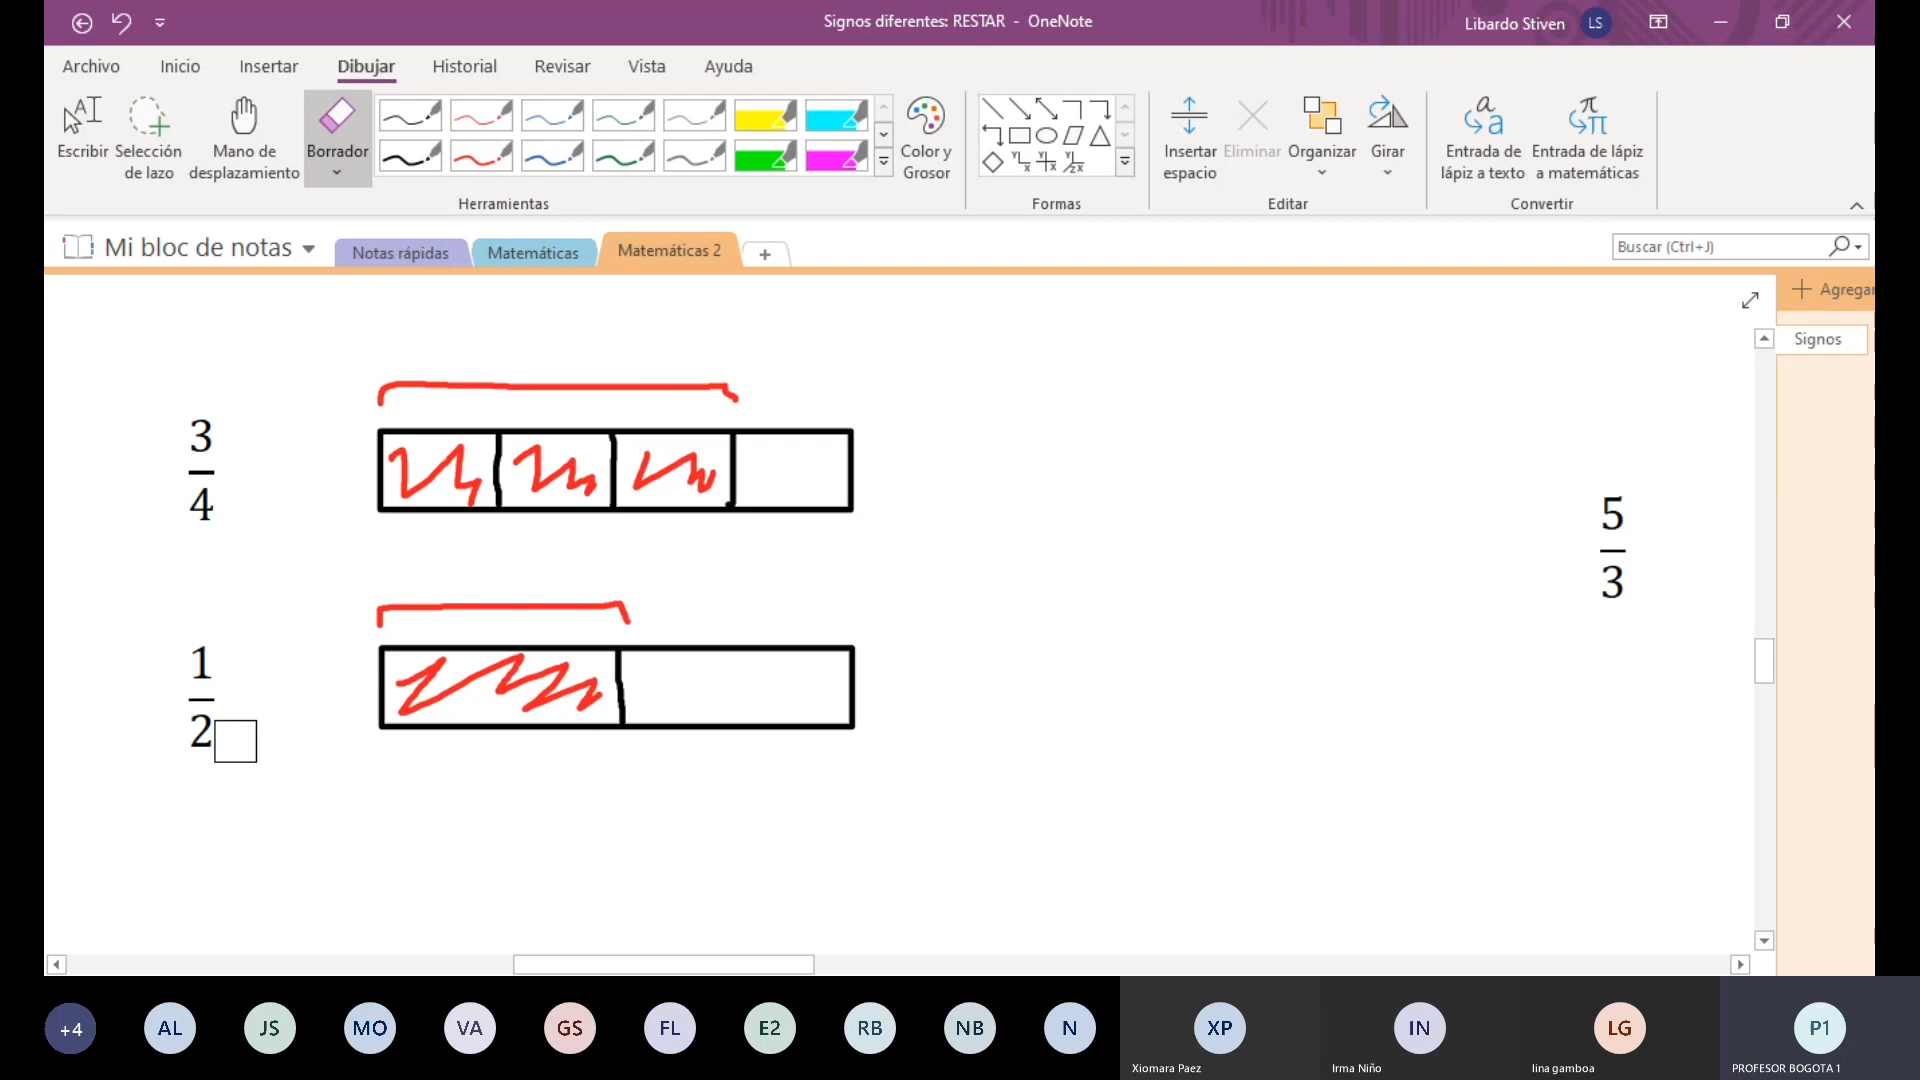 Signos diferentes: RESTAR - OneNote
Libardo Stiven
LS
Archivo Inicio Insertar Dibujar Historial Revisar Vista Ayuda
Escribir
Selección de lazo
Mano de desplazamiento
Borrador
Color y Grosor
Insertar espacio
Eliminar
Organizar
Girar
Entrada de lápiz a texto
Entrada de lápiz a matemáticas
Herramientas
Formas
Editar
Convertir
Mi bloc de notas
Notas rápidas
Matemáticas
Matemáticas 2
Buscar (Ctrl+J)
Agregar
Signos
3
4
1
2
5
3
+4 AL JS MO VA GS FL E2 RB NB N XP IN LG P1
Xiomara Paez
Irma Niño
lina gamboa
PROFESOR BOGOTA 1